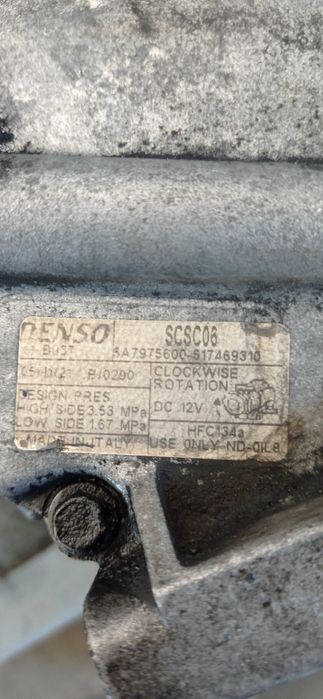 DENSO SCSC06
5A7975600-517469310
CLOCKWISE
ROTATION
B/0200
DESIGN PRES
HIGH SIDE 3.53 MPa
LOW SIDE 1.67 MPa
DC 12V
HFC134a
MADE IN ITALY USE ONLY ND-OIL8